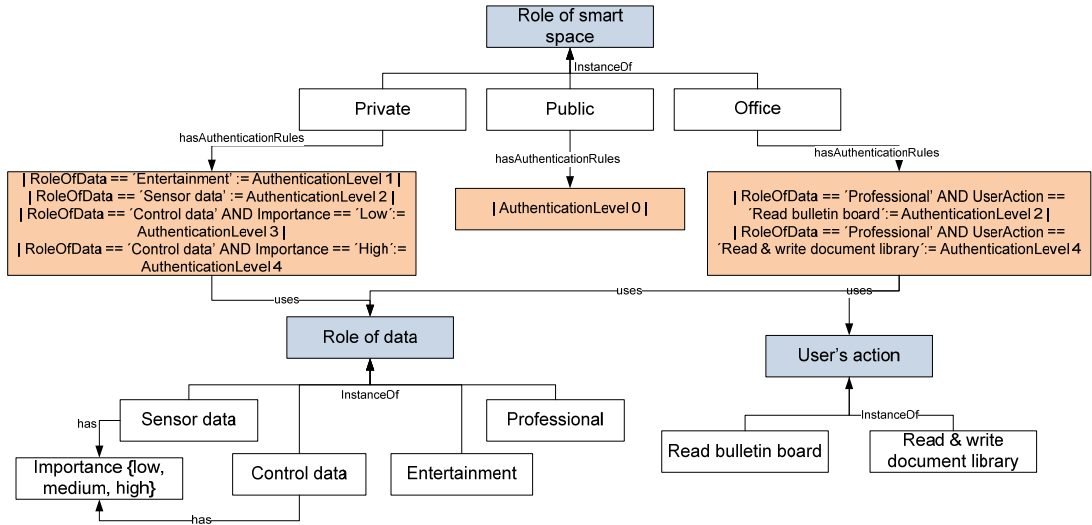 Role of smart
space
InstanceOf
Private
Public
Office
hasAuthenticationRules
hasAuthenticationRules
hasAuthenticationRules
| RoleOfData == ´Entertainment’ := AuthenticationLevel 1 |
| RoleOfData == ´Sensor data’ := AuthenticationLevel 2 |
| RoleOfData == ´Control data’ AND Importance == ´Low´:=
AuthenticationLevel 3 |
| RoleOfData == ´Control data’ AND Importance == ´High´:=
AuthenticationLevel 4
| AuthenticationLevel 0 |
| RoleOfData == ´Professional’ AND UserAction ==
´Read bulletin board´:= AuthenticationLevel 2 |
| RoleOfData == ´Professional’ AND UserAction ==
´Read & write document library´:= AuthenticationLevel 4
uses
uses
uses
Role of data
User’s action
InstanceOf
InstanceOf
has
Sensor data
Professional
Importance {low,
medium, high}
Control data
Entertainment
Read bulletin board
Read & write
document library
has